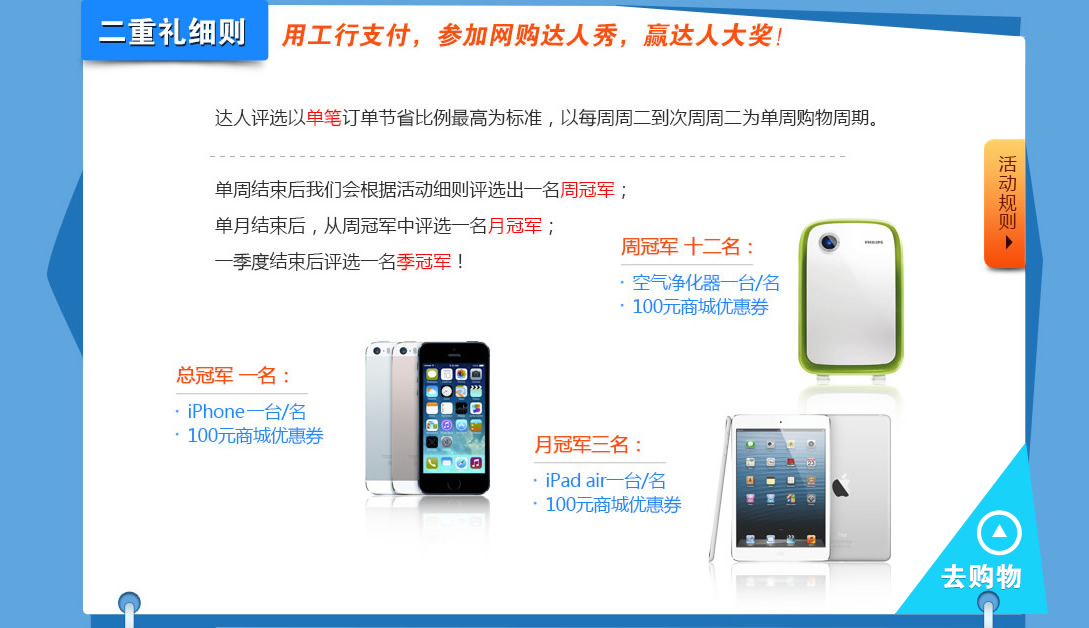 二重礼细则
用工行支付，参加网购达人秀，赢达人大奖！
达人评选以单笔订单节省比例最高为标准，以每周周二到次周周二为单周购物周期。
单周结束后我们会根据活动细则评选出一名周冠军；
单月结束后，从周冠军中评选一名月冠军；
一季度结束后评选一名季冠军！
活动规则
周冠军 十二名：
· 空气净化器一台/名
· 100元商城优惠券
PHILIPS
总冠军 一名：
· iPhone一台/名
· 100元商城优惠券
月冠军三名：
· iPad air一台/名
· 100元商城优惠券
去购物